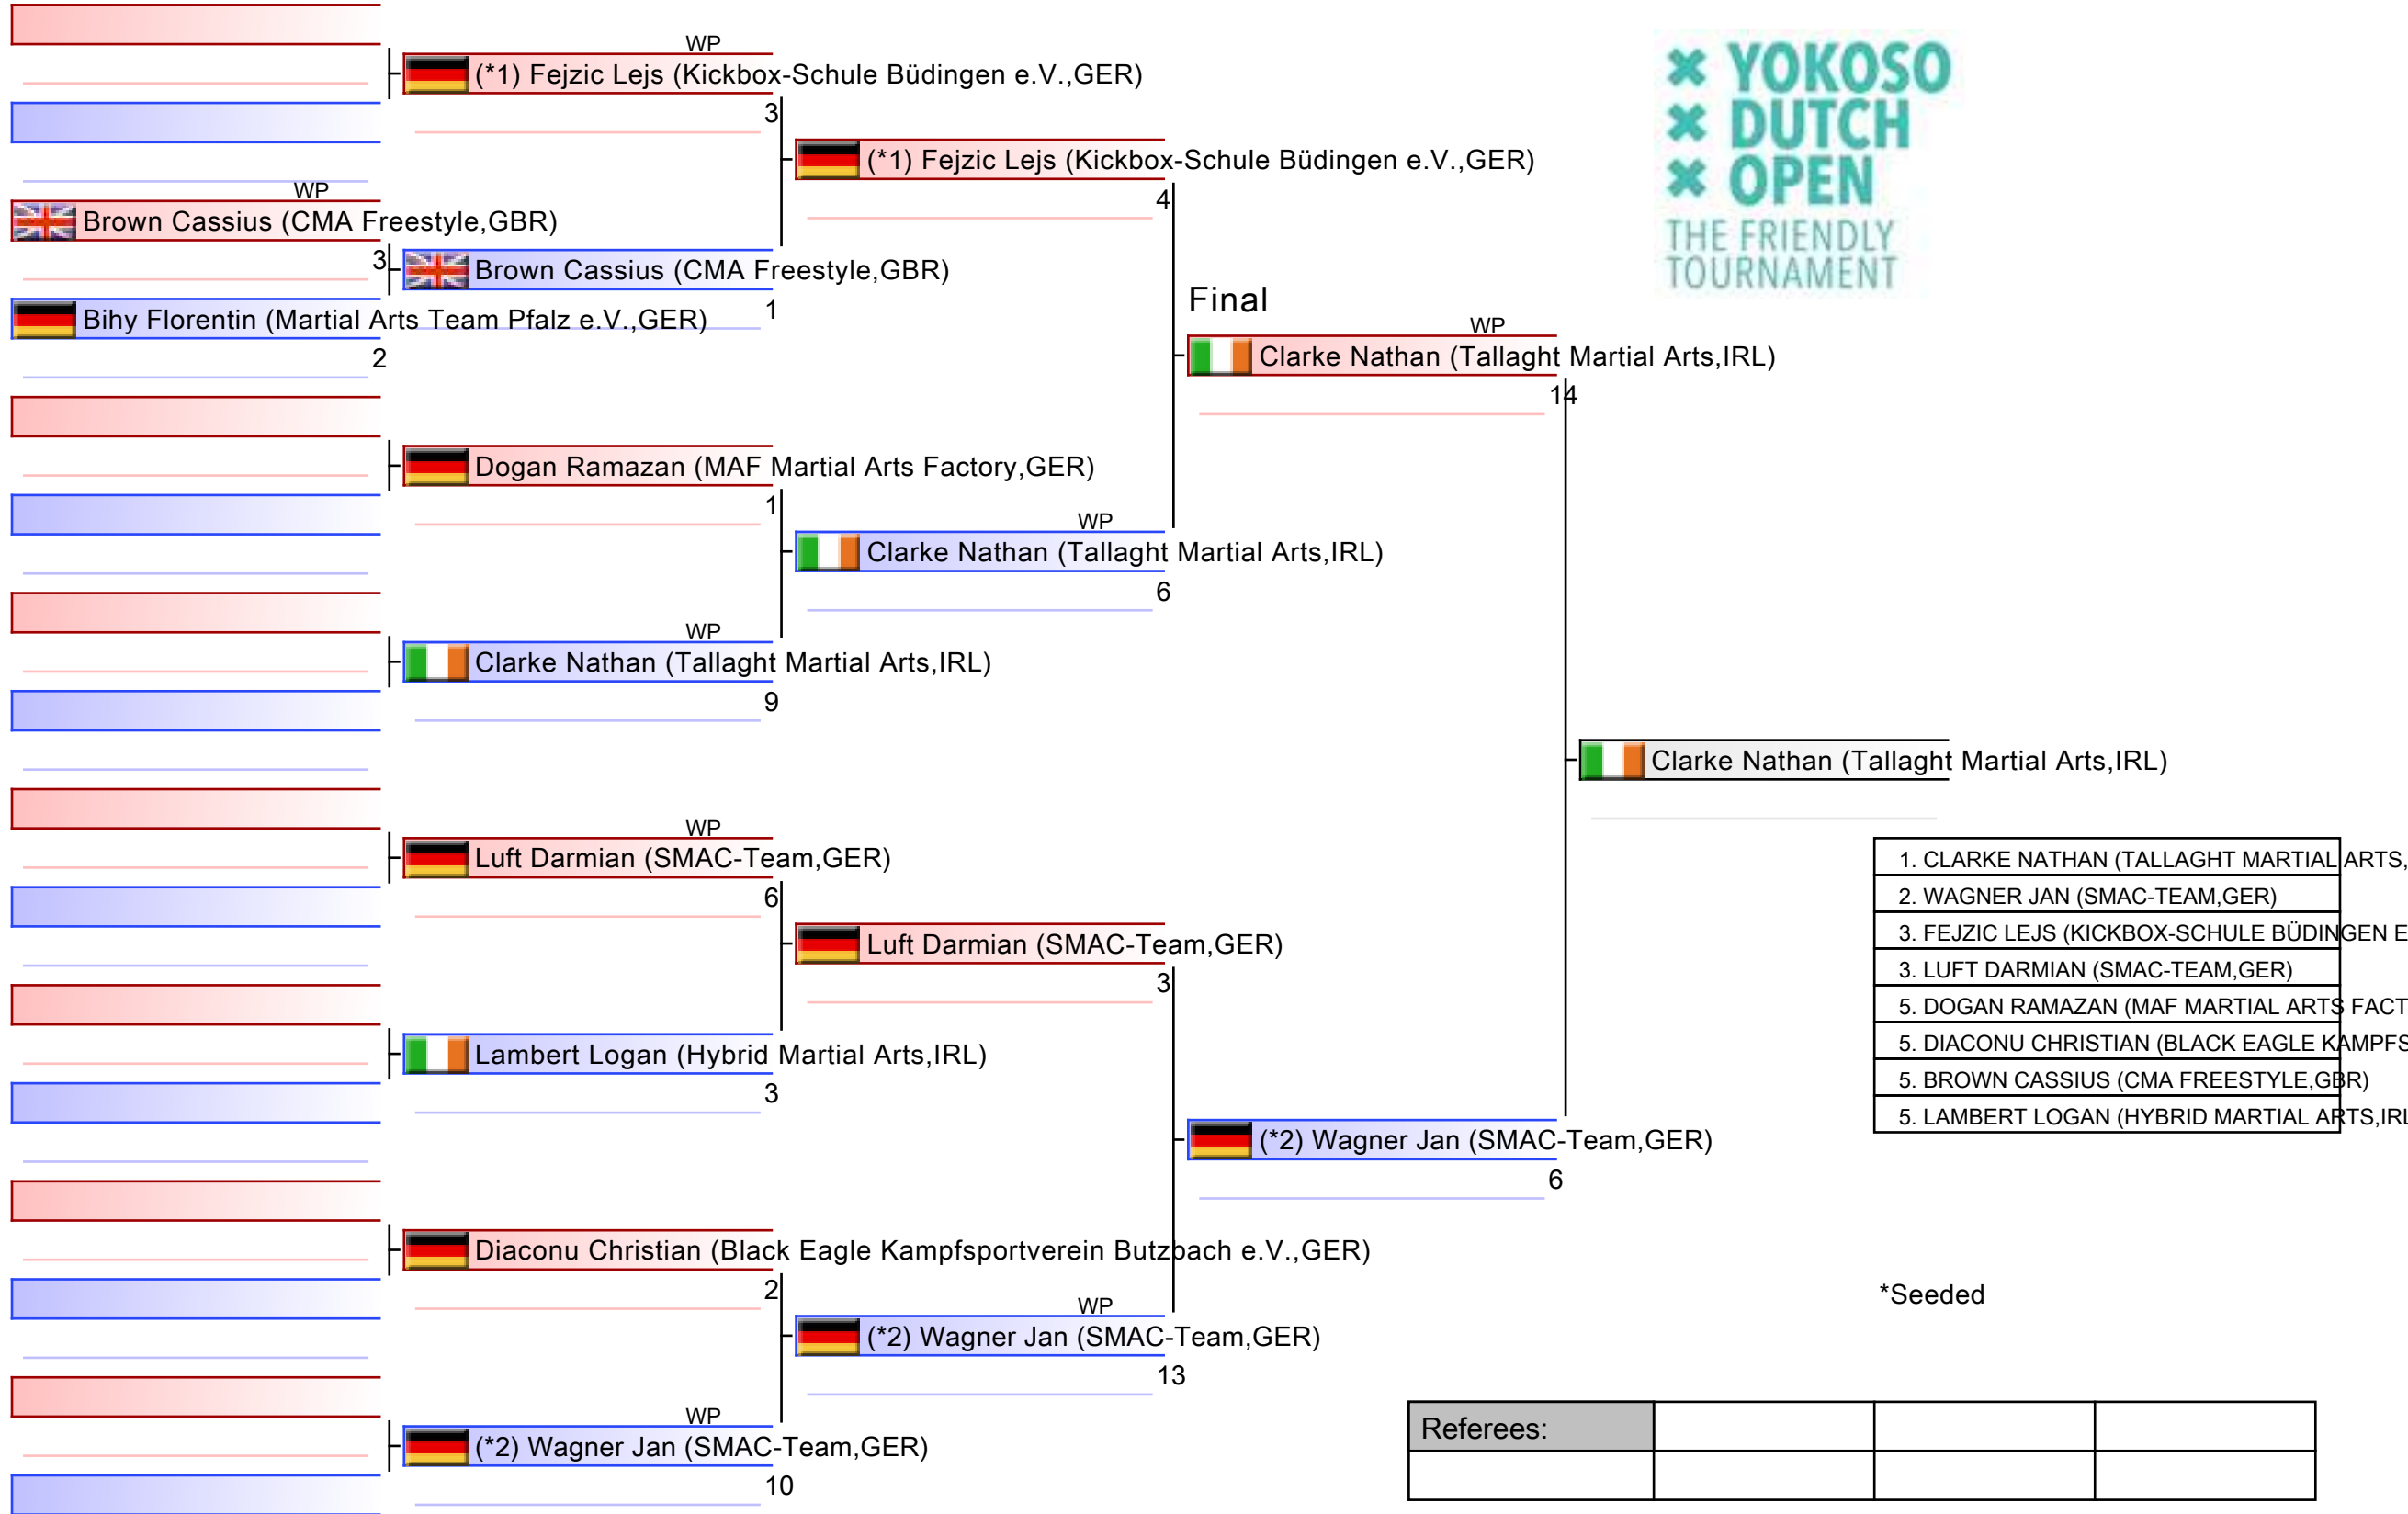 WP
(*1) Fejzic Lejs (Kickbox-Schule Büdingen e.V.,GER)
3
YOKOSO
DUTCH
OPEN
THE FRIENDLY
TOURNAMENT
(*1) Fejzic Lejs (Kickbox-Schule Büdingen e.V.,GER)
4
WP
Brown Cassius (CMA Freestyle,GBR)
3
Brown Cassius (CMA Freestyle,GBR)
1
Bihy Florentin (Martial Arts Team Pfalz e.V.,GER)
2
Final
WP
Clarke Nathan (Tallaght Martial Arts,IRL)
14
Dogan Ramazan (MAF Martial Arts Factory,GER)
1
WP
Clarke Nathan (Tallaght Martial Arts,IRL)
6
WP
Clarke Nathan (Tallaght Martial Arts,IRL)
9
Clarke Nathan (Tallaght Martial Arts,IRL)
WP
Luft Darmian (SMAC-Team,GER)
6
Luft Darmian (SMAC-Team,GER)
3
Lambert Logan (Hybrid Martial Arts,IRL)
3
1. CLARKE NATHAN (TALLAGHT MARTIAL ARTS,
2. WAGNER JAN (SMAC-TEAM,GER)
3. FEJZIC LEJS (KICKBOX-SCHULE BÜDINGEN E
3. LUFT DARMIAN (SMAC-TEAM,GER)
5. DOGAN RAMAZAN (MAF MARTIAL ARTS FACT
5. DIACONU CHRISTIAN (BLACK EAGLE KAMPFS
5. BROWN CASSIUS (CMA FREESTYLE,GBR)
5. LAMBERT LOGAN (HYBRID MARTIAL ARTS,IRL
(*2) Wagner Jan (SMAC-Team,GER)
6
Diaconu Christian (Black Eagle Kampfsportverein Butzbach e.V.,GER)
2
WP
(*2) Wagner Jan (SMAC-Team,GER)
13
*Seeded
WP
(*2) Wagner Jan (SMAC-Team,GER)
10
Referees: